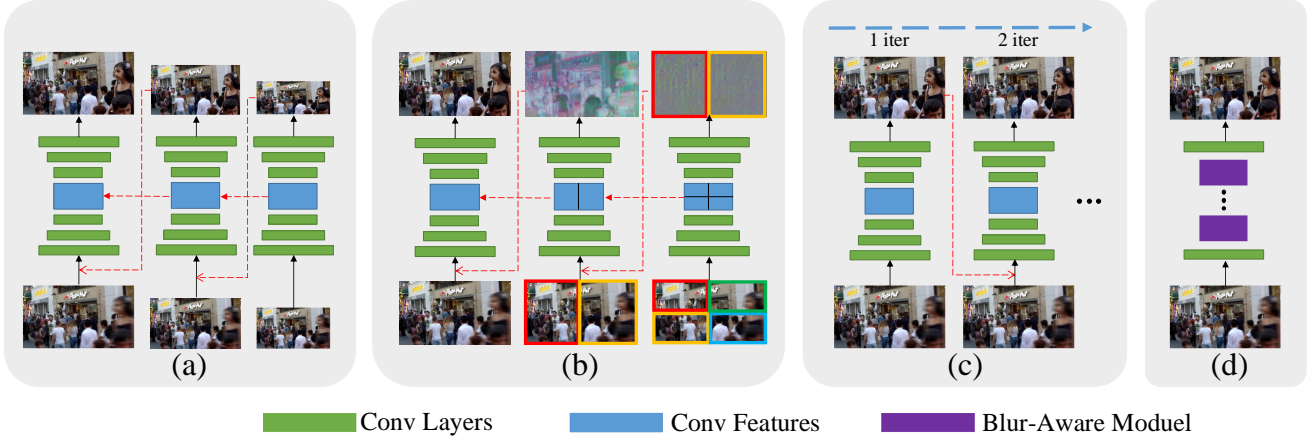 1 iter
2 iter
(a)
(b)
(c)
(d)
Conv Layers
Conv Features
Blur-Aware Moduel